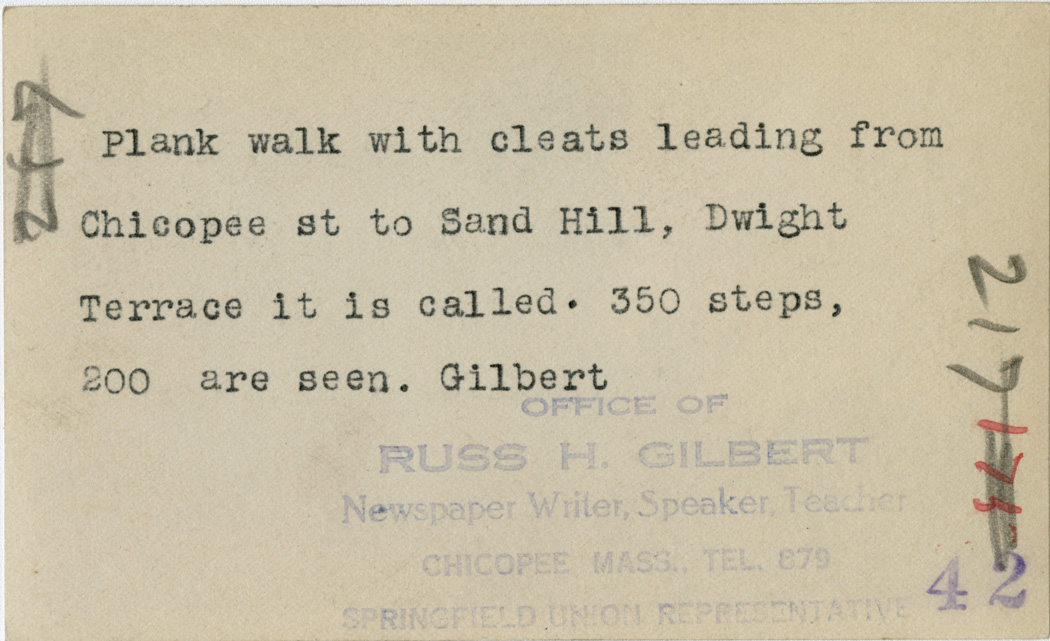 Plank walk with cleats leading from
Chicopee st to Sand Hill, Dwight
Terrace it is called. 350 steps,
200 are seen. Gilbert
OFFICE OF
RUSS H. GILBERT
Newspaper Writer, Speaker, Teacher
CHICOPEE MASS., TEL. 879
SPRINGFIELD UNION REPRESENTATIVE
217
42